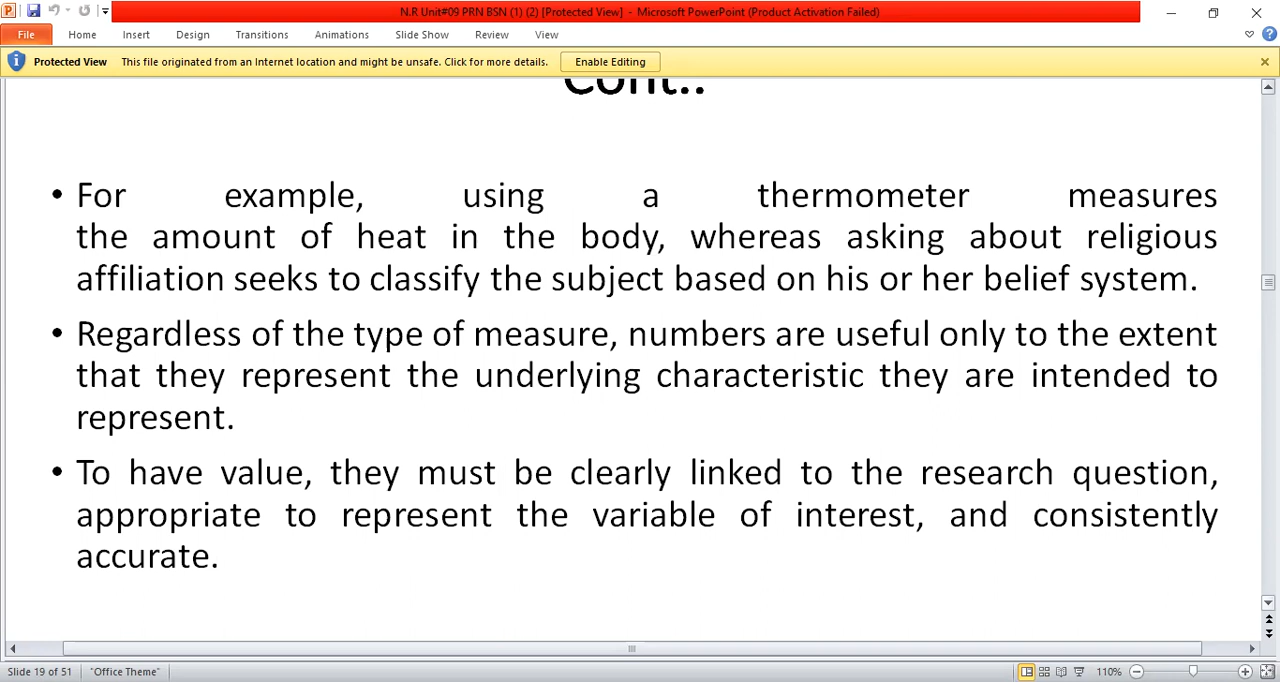 N.R Unit#09 PRN BSN (1) (2) [Protected View] - Microsoft PowerPoint (Product Activation Failed)
File Home Insert Design Transitions Animations Slide Show Review View
Protected View This file originated from an Internet location and might be unsafe. Click for more details. Enable Editing
Cont..
• For example, using a thermometer measures
the amount of heat in the body, whereas asking about religious
affiliation seeks to classify the subject based on his or her belief system.
• Regardless of the type of measure, numbers are useful only to the extent
that they represent the underlying characteristic they are intended to
represent.
• To have value, they must be clearly linked to the research question,
appropriate to represent the variable of interest, and consistently
accurate.
Slide 19 of 51 "Office Theme" 110%